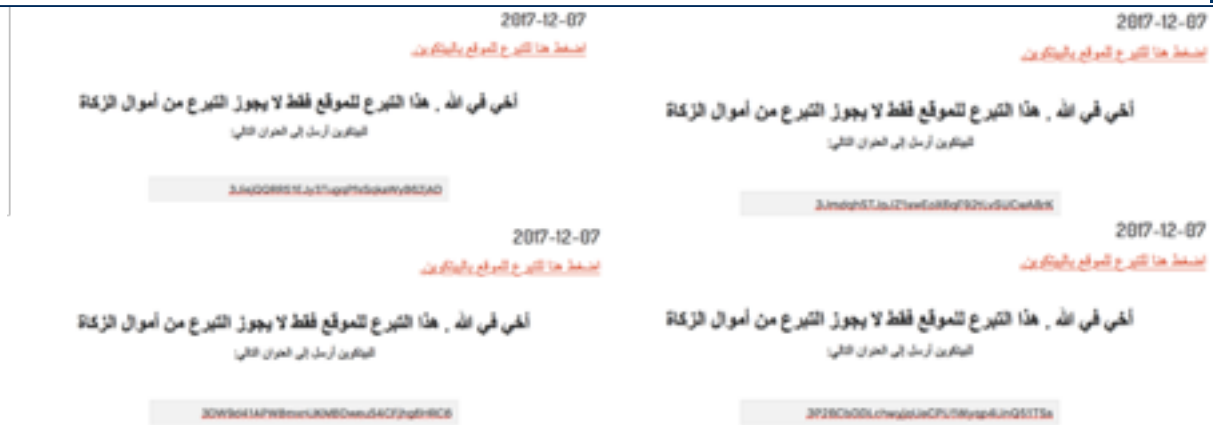 2017-12-07
اضغط هنا للتبرع للموقع بالبيتكوين.
أخي في الله , هذا التبرع للموقع فقط لا يجوز التبرع من أموال الزكاة
للبيتكوين أرسل إلى العنوان التالي:
2017-12-07
اضغط هنا للتبرع للموقع بالبيتكوين.
أخي في الله , هذا التبرع للموقع فقط لا يجوز التبرع من أموال الزكاة
للبيتكوين أرسل إلى العنوان التالي:
2017-12-07
اضغط هنا للتبرع للموقع بالبيتكوين.
أخي في الله , هذا التبرع للموقع فقط لا يجوز التبرع من أموال الزكاة
للبيتكوين أرسل إلى العنوان التالي:
2017-12-07
اضغط هنا للتبرع للموقع بالبيتكوين.
أخي في الله , هذا التبرع للموقع فقط لا يجوز التبرع من أموال الزكاة
للبيتكوين أرسل إلى العنوان التالي: